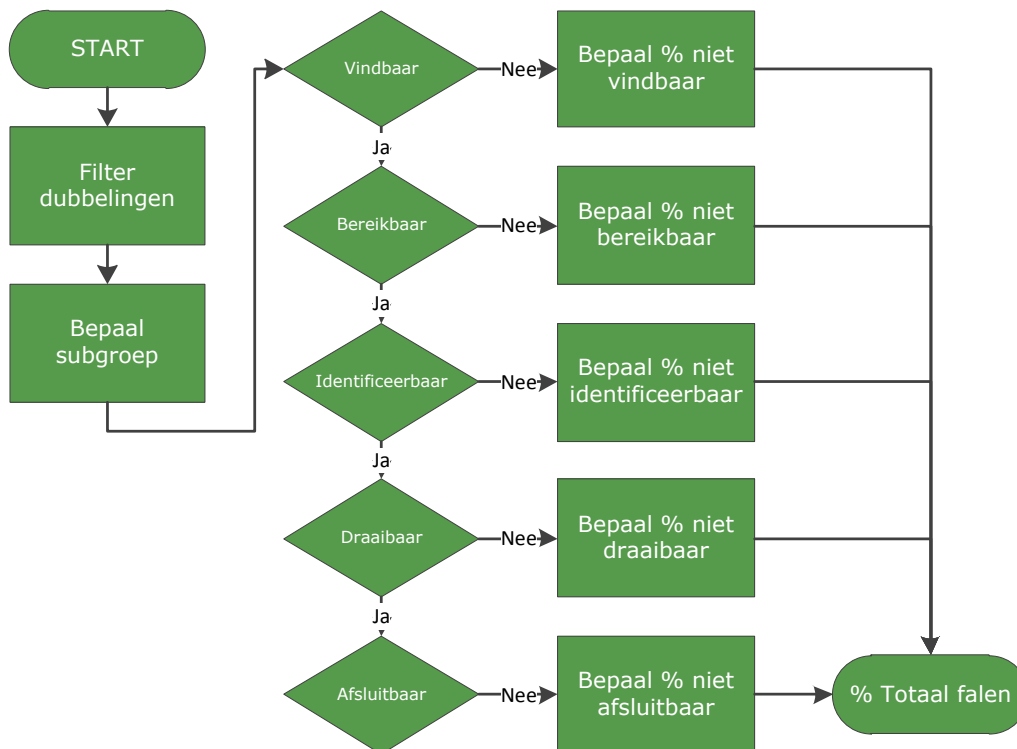 START
Filter
dubbelingen
Bepaal
subgroep
Vindbaar
Nee
Bepaal % niet
vindbaar
Ja
Bereikbaar
Nee
Bepaal % niet
bereikbaar
Ja
Identificeerbaar
Nee
Bepaal % niet
identificeerbaar
Ja
Draaibaar
Nee
Bepaal % niet
draaibaar
Ja
Afsluitbaar
Nee
Bepaal % niet
afsluitbaar
% Totaal falen